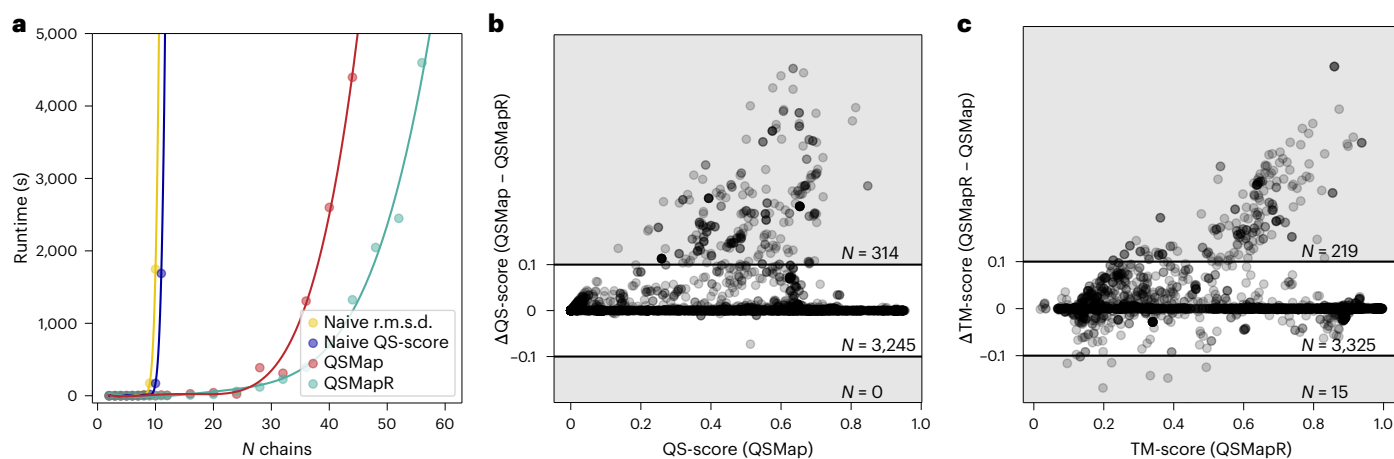 a
5,000
4,000
3,000
2,000
1,000
0
Runtime (s)
0 10 20 30 40 50 60
N chains
Naive r.m.s.d.
Naive QS-score
QSMap
QSMapR
b
ΔQS-score (QSMap − QSMapR)
0.1
0
−0.1
N = 314
N = 3,245
N = 0
0 0.2 0.4 0.6 0.8 1.0
QS-score (QSMap)
c
ΔTM-score (QSMapR − QSMap)
0.1
0
−0.1
N = 219
N = 3,325
N = 15
0 0.2 0.4 0.6 0.8 1.0
TM-score (QSMapR)